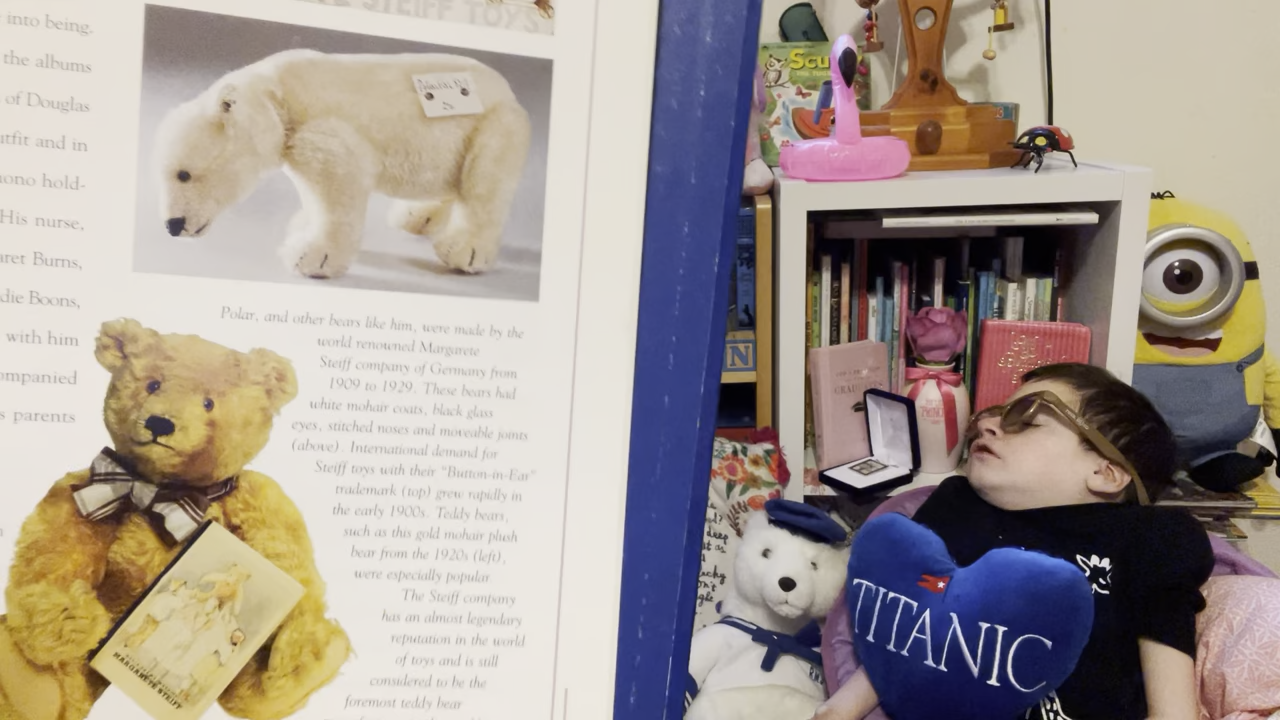 & STEIFF TOYS
into being.
the albums
of Douglas
utfit and in
ono hold-
His nurse,
aret Burns,
die Boons,
with him
ompanied
s parents
Polar, and other bears like him, were made by the
world renowned Margarete
Steiff company of Germany from
1909 to 1929. These bears had
white mohair coats, black glass
eyes, stitched noses and moveable joints
(above). International demand for
Steiff toys with their "Button-in-Ear"
trademark (top) grew rapidly in
the early 1900s. Teddy bears,
such as this gold mohair plush
bear from the 1920s (left),
were especially popular.
The Steiff company
has an almost legendary
reputation in the world
of toys and is still
considered to be the
foremost teddy bear
MARGARETE STEIFF
Scu
N
TITANIC